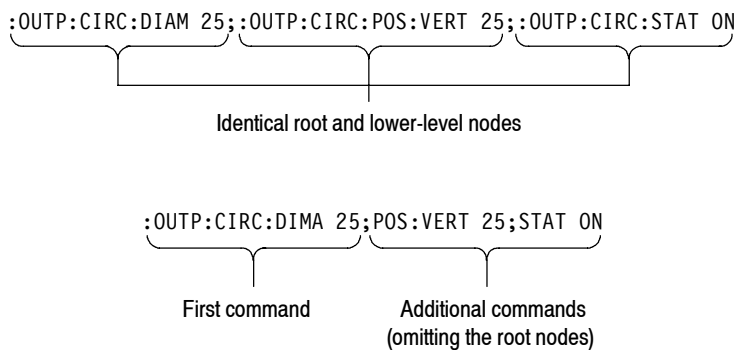 :OUTP:CIRC:DIAM 25;:OUTP:CIRC:POS:VERT 25;:OUTP:CIRC:STAT ON
Identical root and lower-level nodes
:OUTP:CIRC:DIMA 25;POS:VERT 25;STAT ON
First command
Additional commands
(omitting the root nodes)